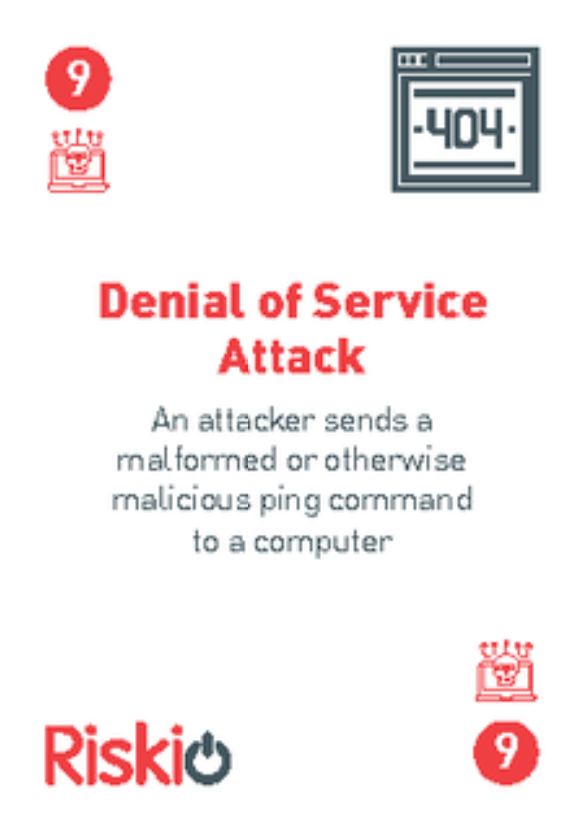 9
-404-
Denial of Service
Attack
An attacker sends a
malformed or otherwise
malicious ping command
to a computer
Riskio
9